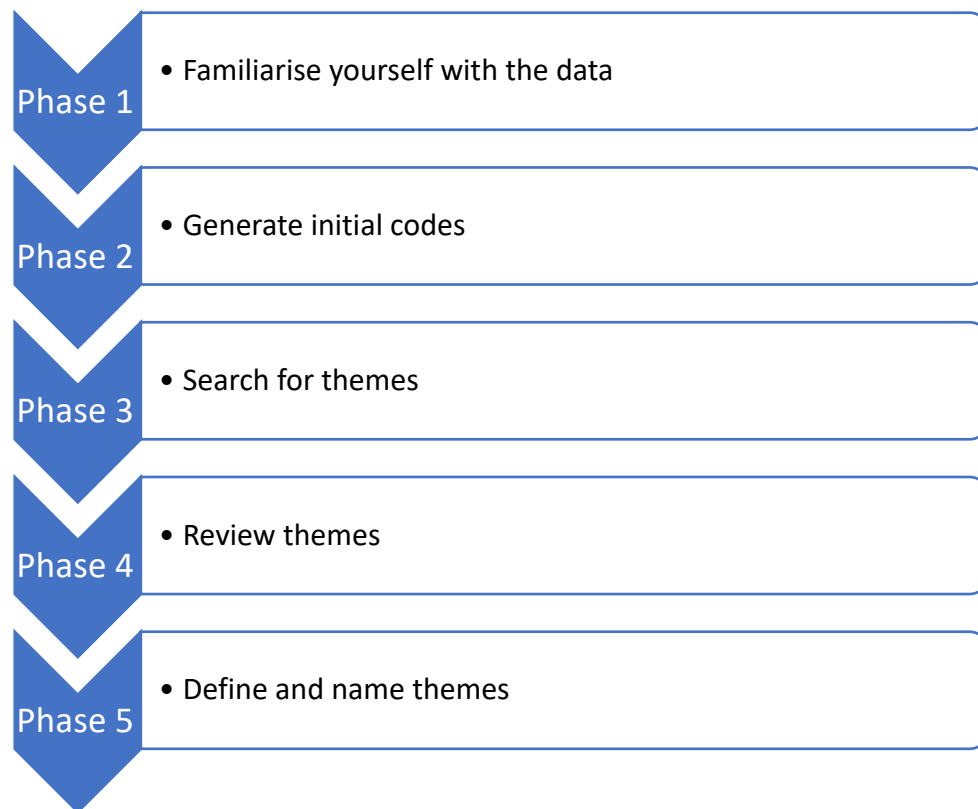 Phase 1
• Familiarise yourself with the data
Phase 2
• Generate initial codes
Phase 3
• Search for themes
Phase 4
• Review themes
Phase 5
• Define and name themes